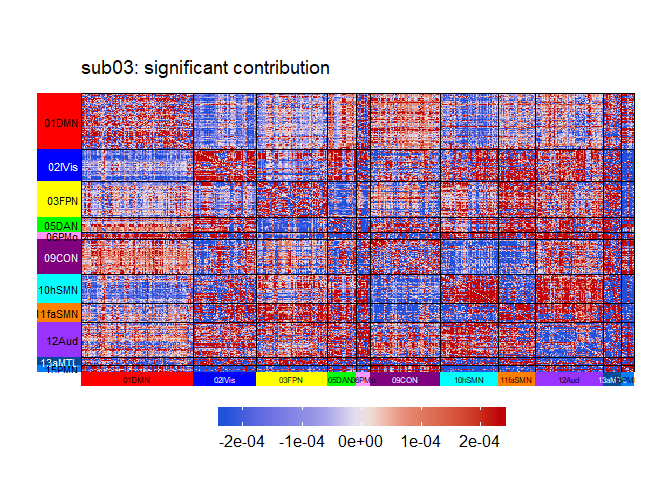 sub03: significant contribution
01DMN
02lVis
03FPN
05DAN
06PMo
09CON
10hSMN
11faSMN
12Aud
13aMTL
01DMN
02lVis
03FPN
05DAN
09CON
10hSMN
11faSMN
12Aud
-2e-04 -1e-04 0e+00 1e-04 2e-04